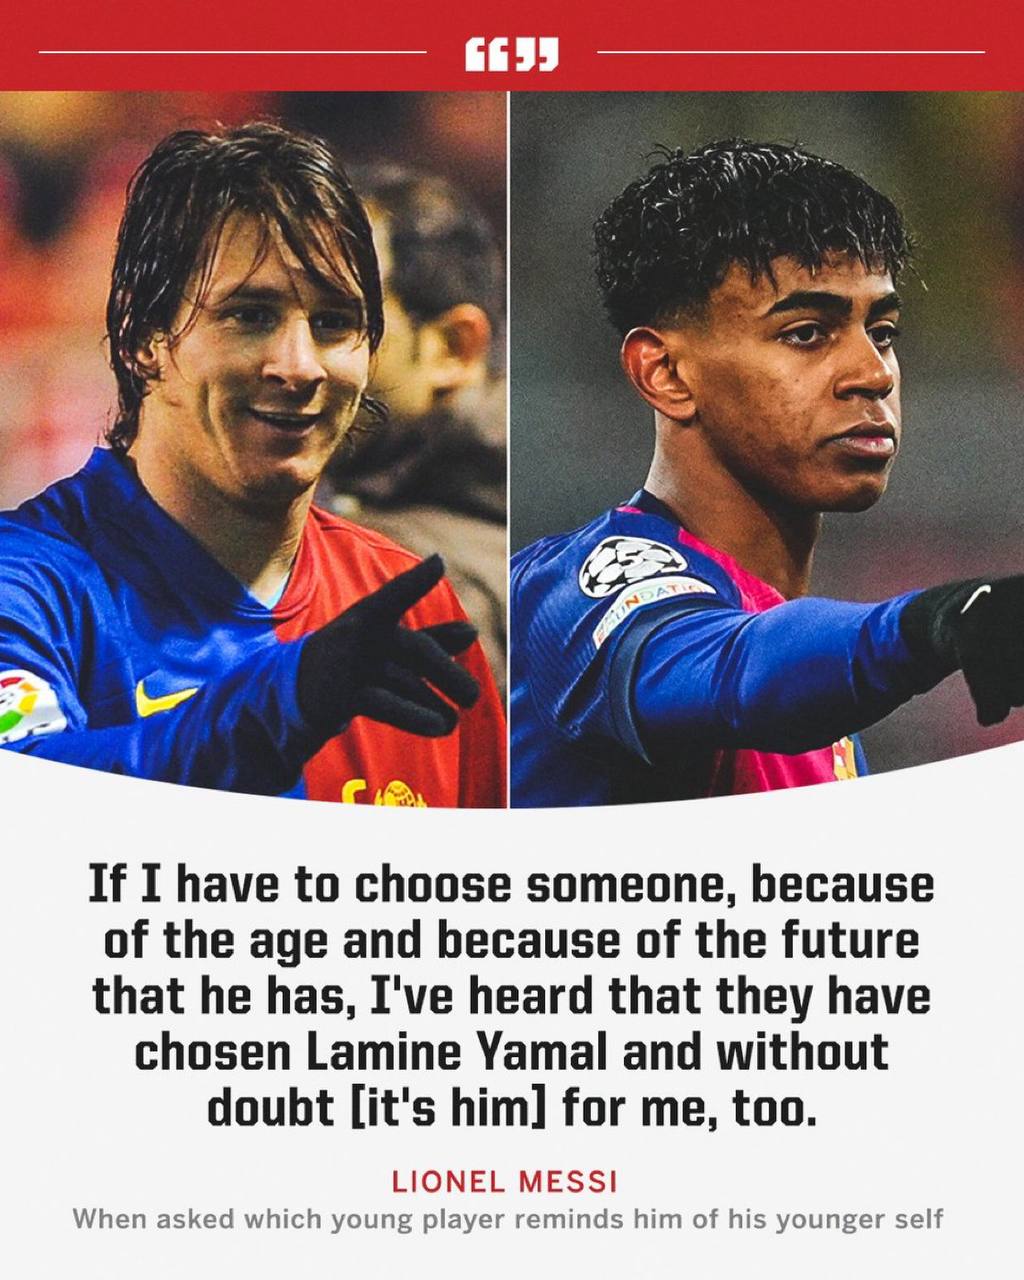 If I have to choose someone, because
of the age and because of the future
that he has, I've heard that they have
chosen Lamine Yamal and without
doubt [it's him] for me, too.
LIONEL MESSI
When asked which young player reminds him of his younger self